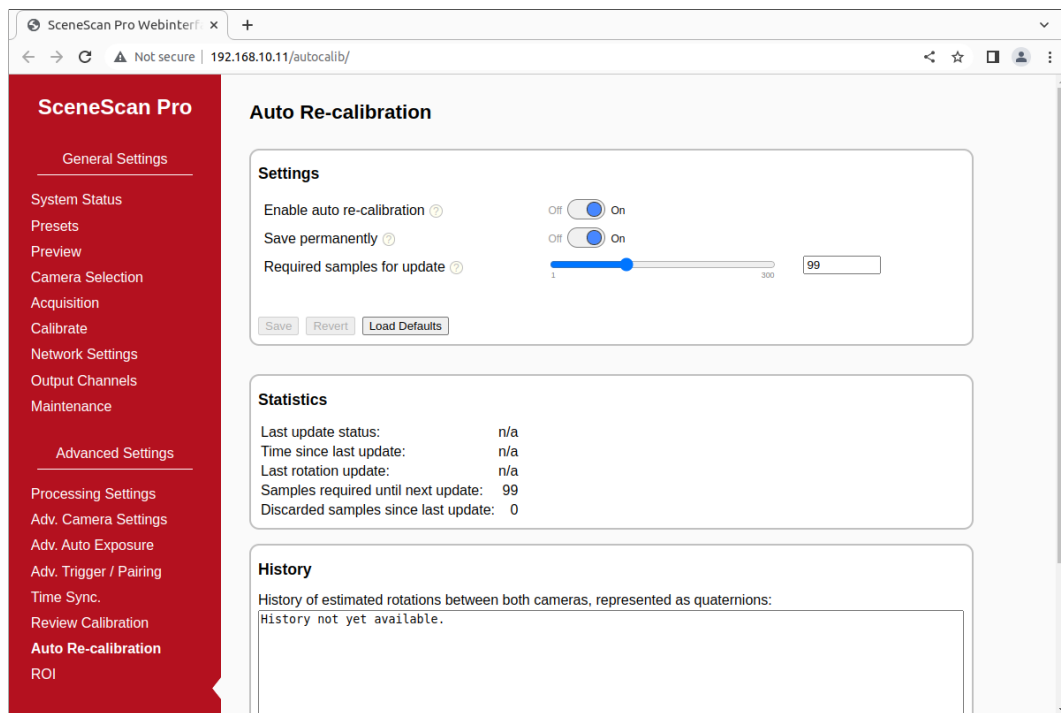 SceneScan Pro Webinterf
Not secure | 192.168.10.11/autocalib/
SceneScan Pro
General Settings
System Status
Presets
Preview
Camera Selection
Acquisition
Calibrate
Network Settings
Output Channels
Maintenance
Advanced Settings
Processing Settings
Adv. Camera Settings
Adv. Auto Exposure
Adv. Trigger / Pairing
Time Sync.
Review Calibration
Auto Re-calibration
ROI
Auto Re-calibration
Settings
Enable auto re-calibration ? Off On
Save permanently ? Off On
Required samples for update ? 1 300 99
Save Revert Load Defaults
Statistics
Last update status: n/a
Time since last update: n/a
Last rotation update: n/a
Samples required until next update: 99
Discarded samples since last update: 0
History
History of estimated rotations between both cameras, represented as quaternions:
History not yet available.